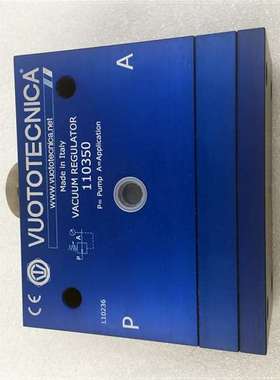 VUOTOTECNICA
www.vuototecnica.net
Made in Italy
VACUUM REGULATOR
110350
P= Pump A=Application
P
A
CE
L10236
P
A